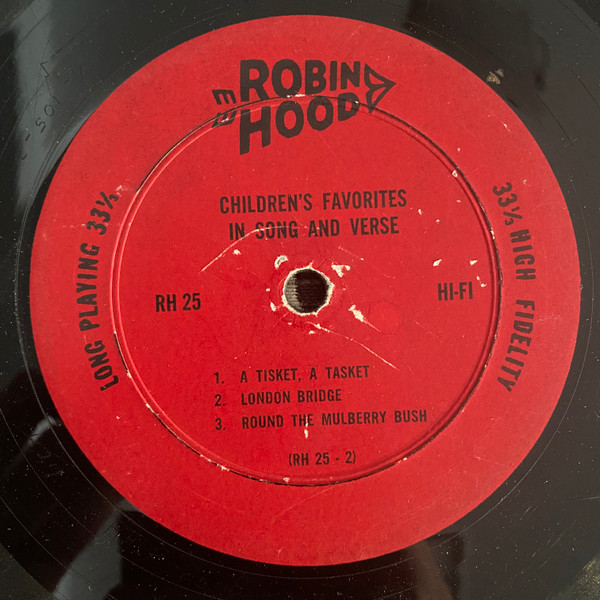 ROBIN
HOOD
CHILDREN'S FAVORITES
IN SONG AND VERSE
LONG PLAYING 33⅓
33⅓ HIGH FIDELITY
RH 25
HI-FI
1. A TISKET, A TASKET
2. LONDON BRIDGE
3. ROUND THE MULBERRY BUSH
(RH 25 - 2)